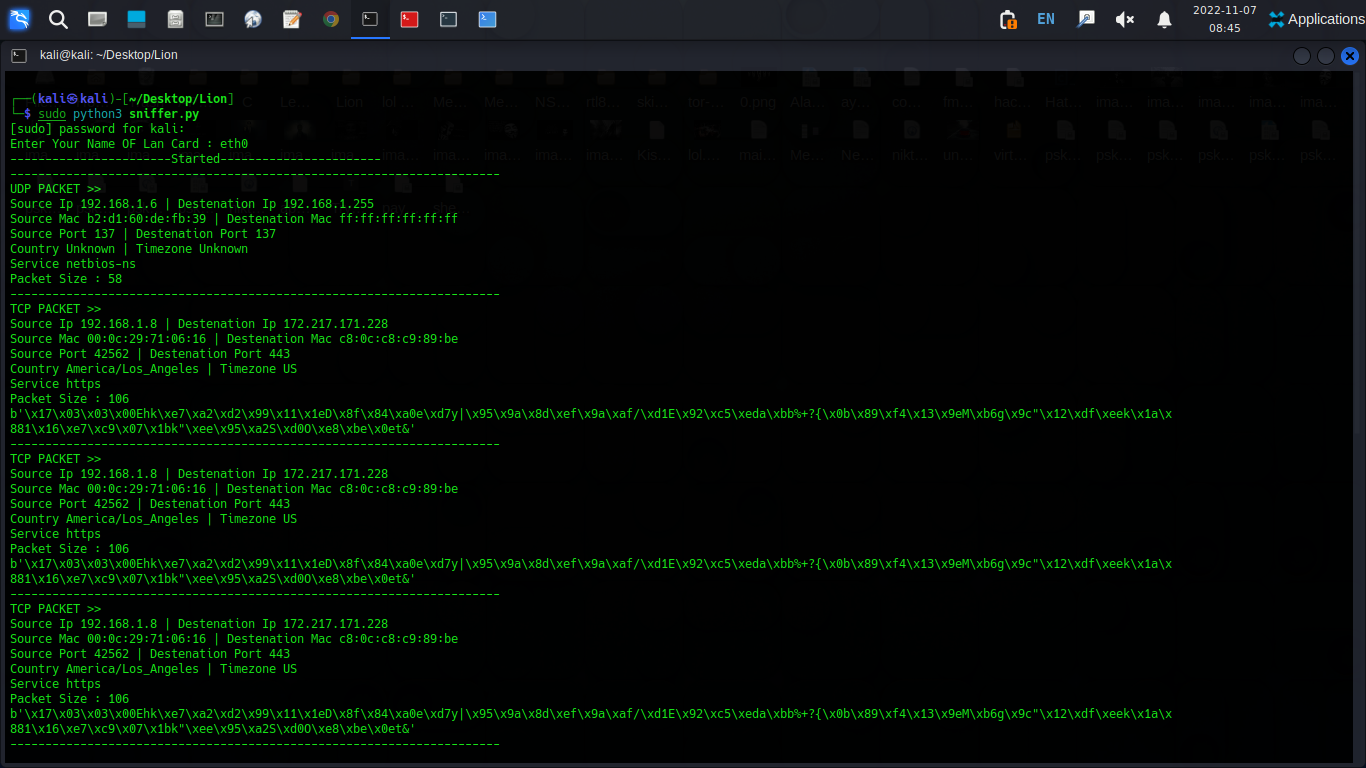 EN
2022-11-07
08:45
Applications
kali@kali: ~/Desktop/Lion
┌──(kali㉿kali)-[~/Desktop/Lion]
└─$ sudo python3 sniffer.py
[sudo] password for kali:
Enter Your Name OF Lan Card : eth0
-----------------------Started-----------------------
----------------------------------------------------------------------
UDP PACKET >>
Source Ip 192.168.1.6 | Destenation Ip 192.168.1.255
Source Mac b2:d1:60:de:fb:39 | Destenation Mac ff:ff:ff:ff:ff:ff
Source Port 137 | Destenation Port 137
Country Unknown | Timezone Unknown
Service netbios-ns
Packet Size : 58
----------------------------------------------------------------------
TCP PACKET >>
Source Ip 192.168.1.8 | Destenation Ip 172.217.171.228
Source Mac 00:0c:29:71:06:16 | Destenation Mac c8:0c:c8:c9:89:be
Source Port 42562 | Destenation Port 443
Country America/Los_Angeles | Timezone US
Service https
Packet Size : 106
b'\x17\x03\x03\x00Ehk\xe7\xa2\xd2\x99\x11\x1eD\x8f\x84\xa0e\xd7y|\x95\x9a\x8d\xef\x9a\xaf/\xd1E\x92\xc5\xeda\xbb%+?{\x0b\x89\xf4\x13\x9eM\xb6g\x9c"\x12\xdf\xeek\x1a\x
881\x16\xe7\xc9\x07\x1bk"\xee\x95\xa2S\xd0O\xe8\xbe\x0et&'
----------------------------------------------------------------------
TCP PACKET >>
Source Ip 192.168.1.8 | Destenation Ip 172.217.171.228
Source Mac 00:0c:29:71:06:16 | Destenation Mac c8:0c:c8:c9:89:be
Source Port 42562 | Destenation Port 443
Country America/Los_Angeles | Timezone US
Service https
Packet Size : 106
b'\x17\x03\x03\x00Ehk\xe7\xa2\xd2\x99\x11\x1eD\x8f\x84\xa0e\xd7y|\x95\x9a\x8d\xef\x9a\xaf/\xd1E\x92\xc5\xeda\xbb%+?{\x0b\x89\xf4\x13\x9eM\xb6g\x9c"\x12\xdf\xeek\x1a\x
881\x16\xe7\xc9\x07\x1bk"\xee\x95\xa2S\xd0O\xe8\xbe\x0et&'
----------------------------------------------------------------------
TCP PACKET >>
Source Ip 192.168.1.8 | Destenation Ip 172.217.171.228
Source Mac 00:0c:29:71:06:16 | Destenation Mac c8:0c:c8:c9:89:be
Source Port 42562 | Destenation Port 443
Country America/Los_Angeles | Timezone US
Service https
Packet Size : 106
b'\x17\x03\x03\x00Ehk\xe7\xa2\xd2\x99\x11\x1eD\x8f\x84\xa0e\xd7y|\x95\x9a\x8d\xef\x9a\xaf/\xd1E\x92\xc5\xeda\xbb%+?{\x0b\x89\xf4\x13\x9eM\xb6g\x9c"\x12\xdf\xeek\x1a\x
881\x16\xe7\xc9\x07\x1bk"\xee\x95\xa2S\xd0O\xe8\xbe\x0et&'
----------------------------------------------------------------------